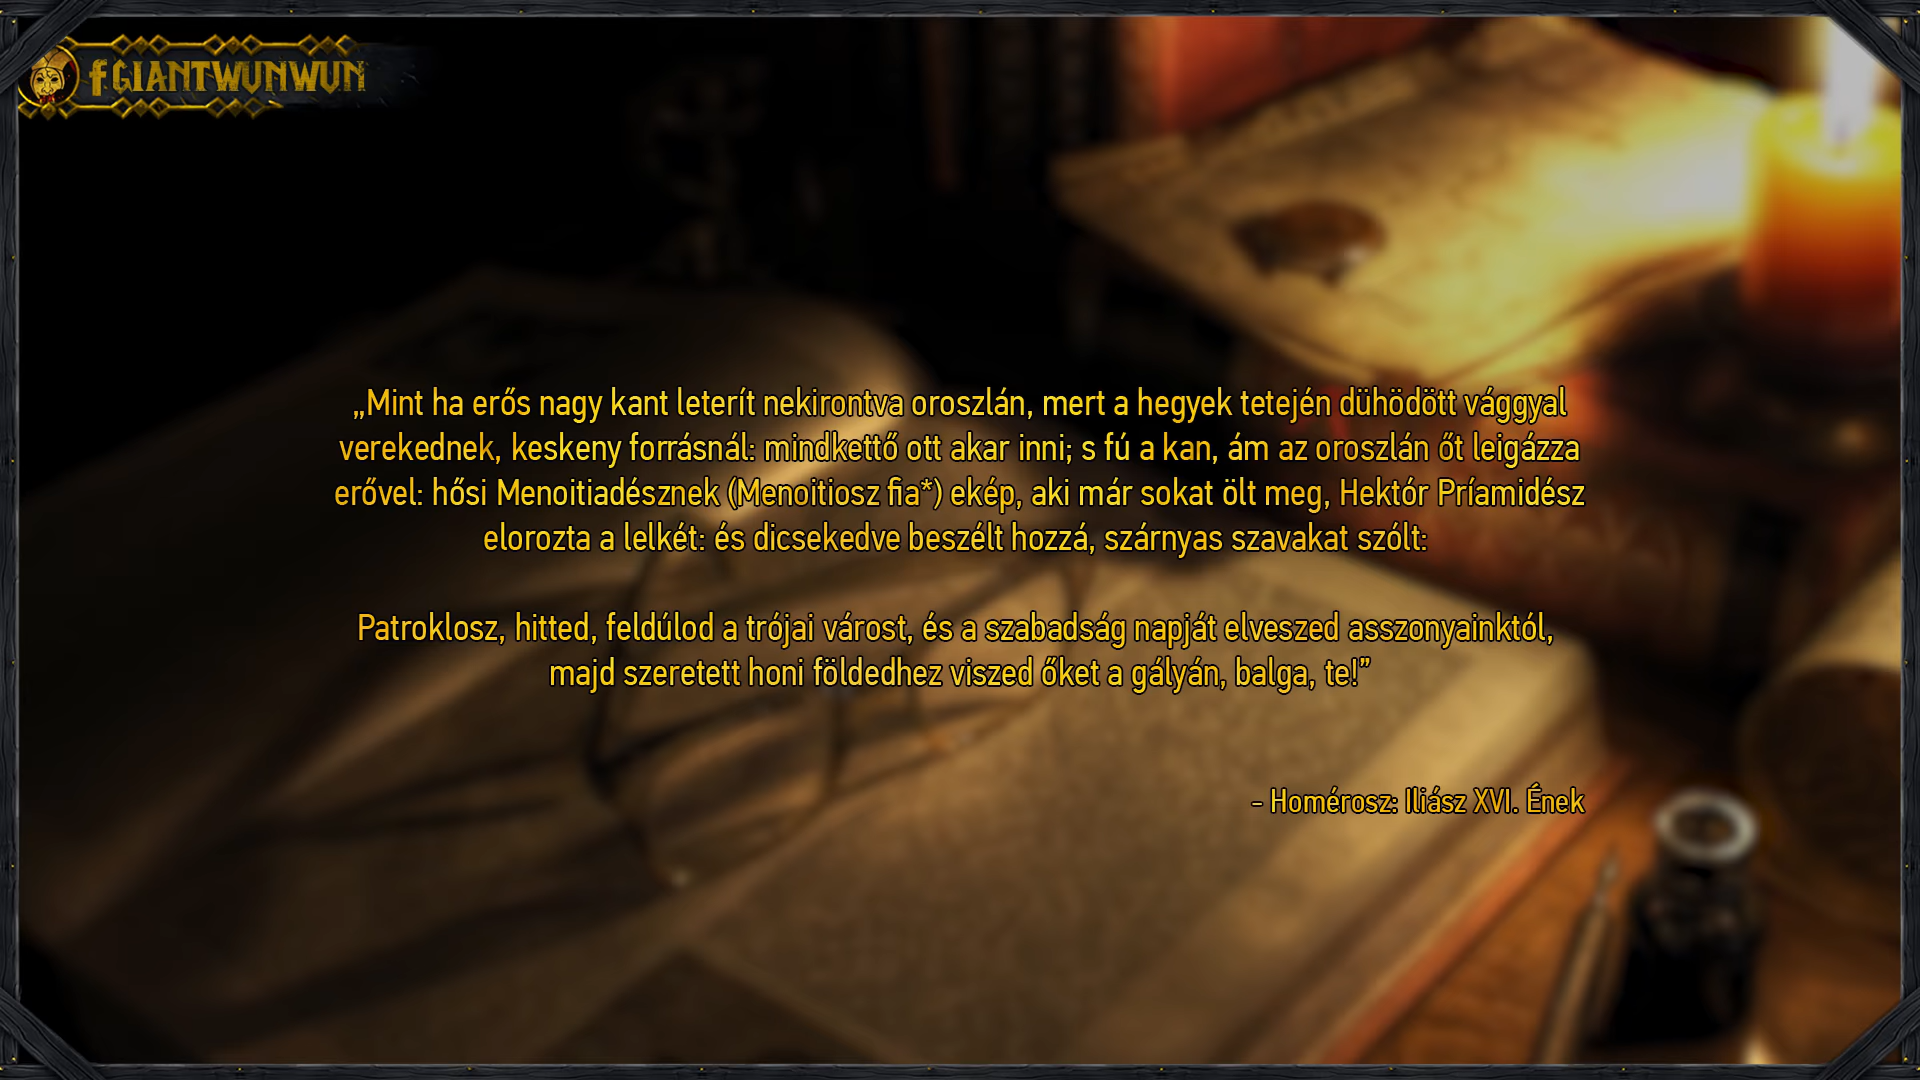 fGIANTWUNWUN
„Mint ha erős nagy kant leterít nekirontva oroszlán, mert a hegyek tetején dühödött vággyal
verekednek, keskeny forrásnál: mindkettő ott akar inni; s fú a kan, ám az oroszlán őt leigázza
erővel: hősi Menoitiadésznek (Menoitiosz fia*) ekép, aki már sokat ölt meg, Hektór Príamidész
elorozta a lelkét: és dicsekedve beszélt hozzá, szárnyas szavakat szólt:
Patroklosz, hitted, feldúlod a trójai várost, és a szabadság napját elveszed asszonyainktól,
majd szeretett honi földedhez viszed őket a gályán, balga, te!”
- Homérosz: Iliász XVI. Ének